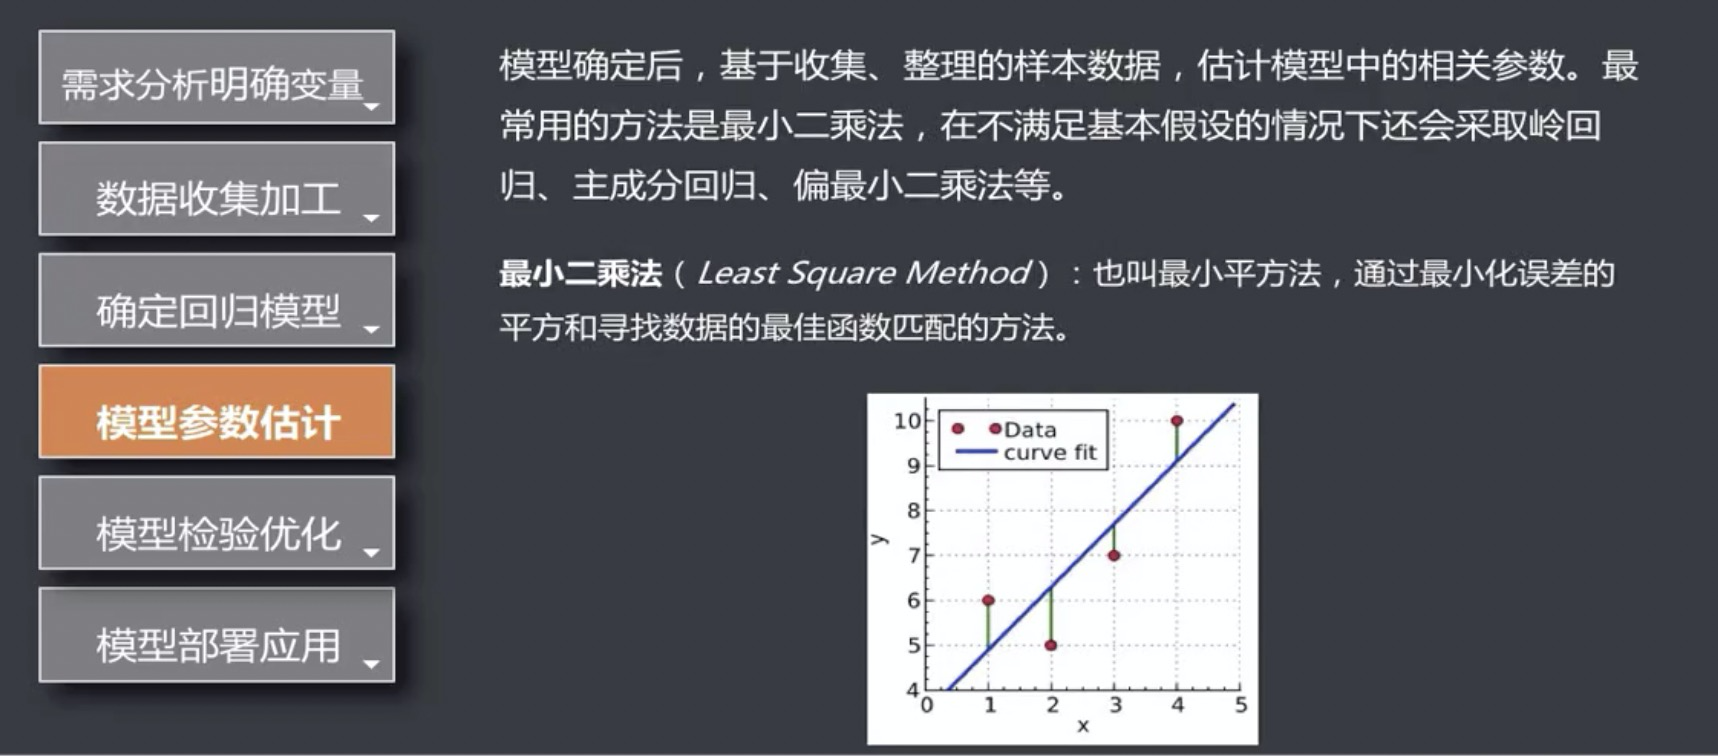 需求分析明确变量
数据收集加工
确定回归模型
模型参数估计
模型检验优化
模型部署应用
模型确定后，基于收集、整理的样本数据，估计模型中的相关参数。最
常用的方法是最小二乘法，在不满足基本假设的情况下还会采取岭回
归、主成分回归、偏最小二乘法等。
最小二乘法（Least Square Method）：也叫最小平方法，通过最小化误差的
平方和寻找数据的最佳函数匹配的方法。
Data
curve fit
10
9
8
7
6
5
4
y
0 1 2 3 4 5
x